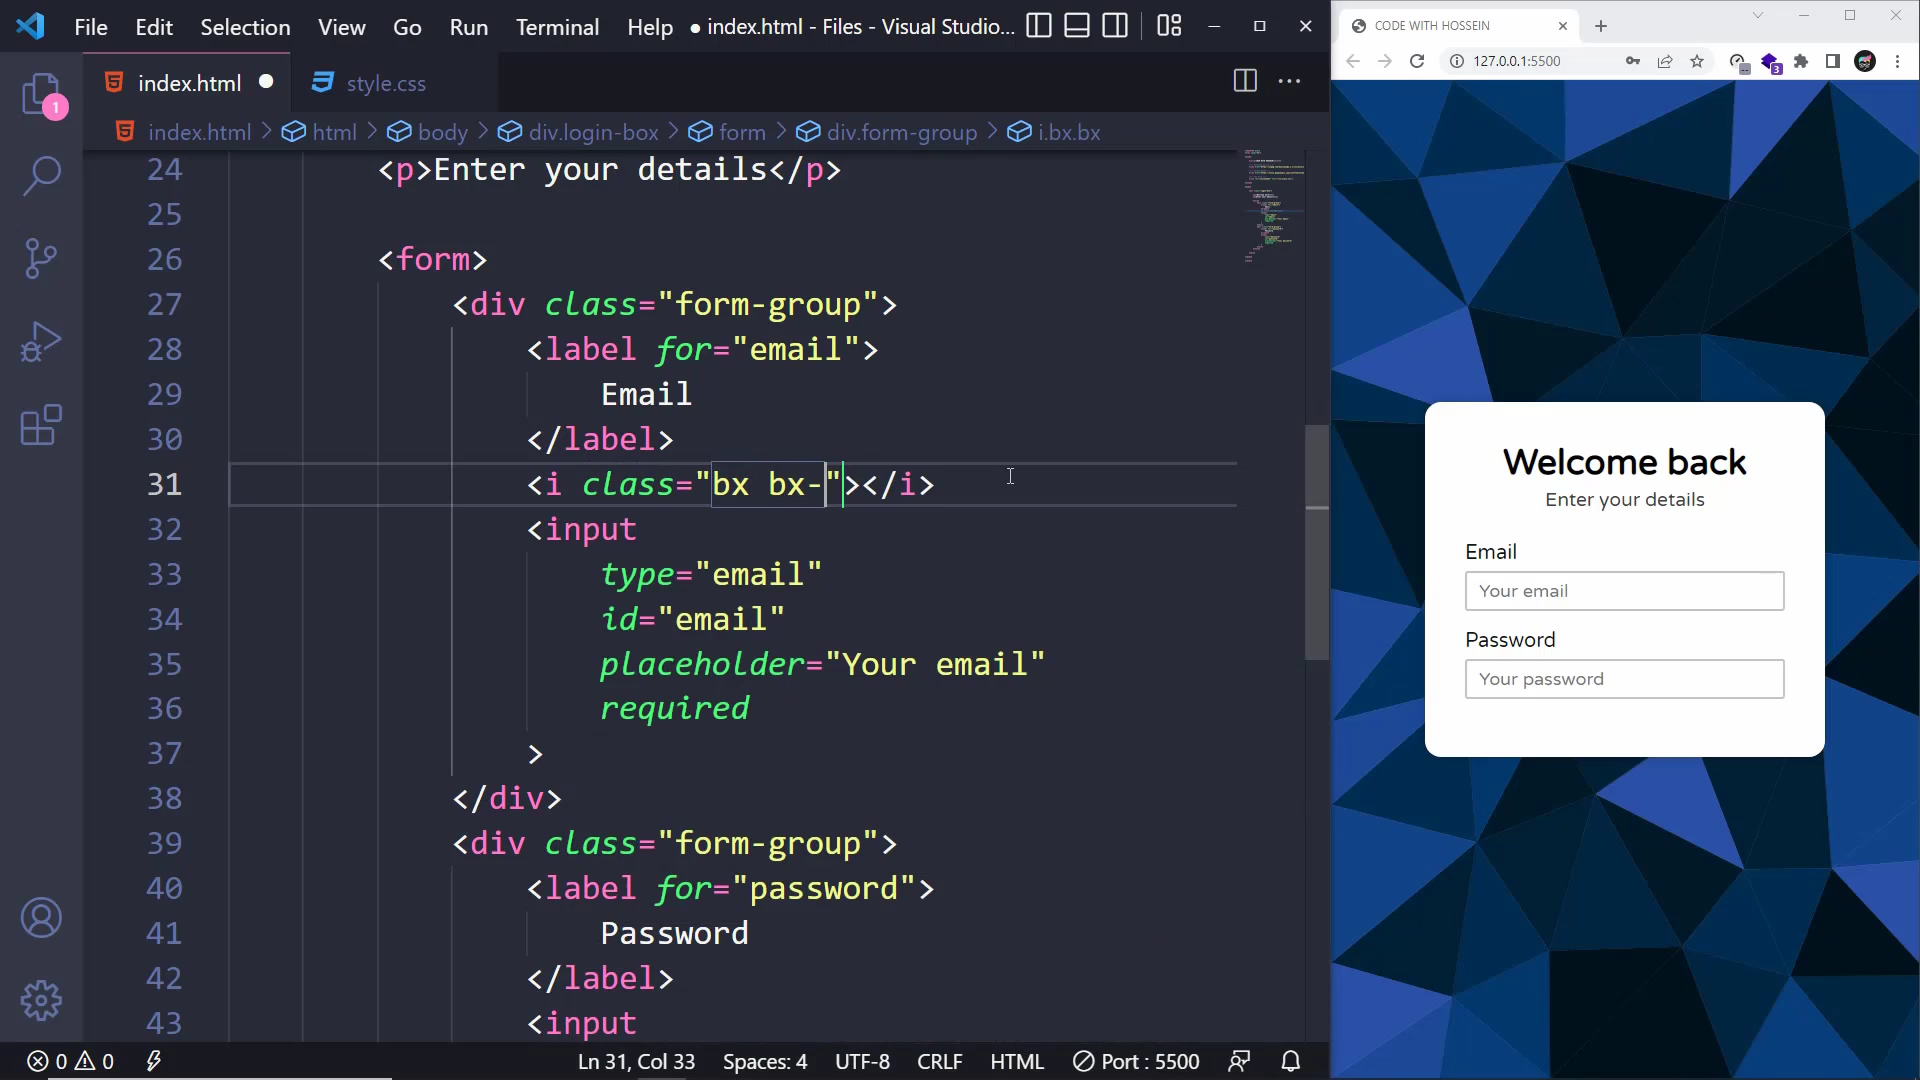 File Edit Selection View Go Run Terminal Help ● index.html - Files - Visual Studio...
index.html ● style.css
index.html > html > body > div.login-box > form > div.form-group > i.bx.bx
1
24 <p>Enter your details</p>
25
26 <form>
27 <div class="form-group">
28 <label for="email">
29 Email
30 </label>
31 <i class="bx bx-"></i>
32 <input
33 type="email"
34 id="email"
35 placeholder="Your email"
36 required
37 >
38 </div>
39 <div class="form-group">
40 <label for="password">
41 Password
42 </label>
43 <input
0 0 Ln 31, Col 33 Spaces: 4 UTF-8 CRLF HTML Port : 5500
CODE WITH HOSSEIN
127.0.0.1:5500
3
Welcome back
Enter your details
Email
Your email
Password
Your password